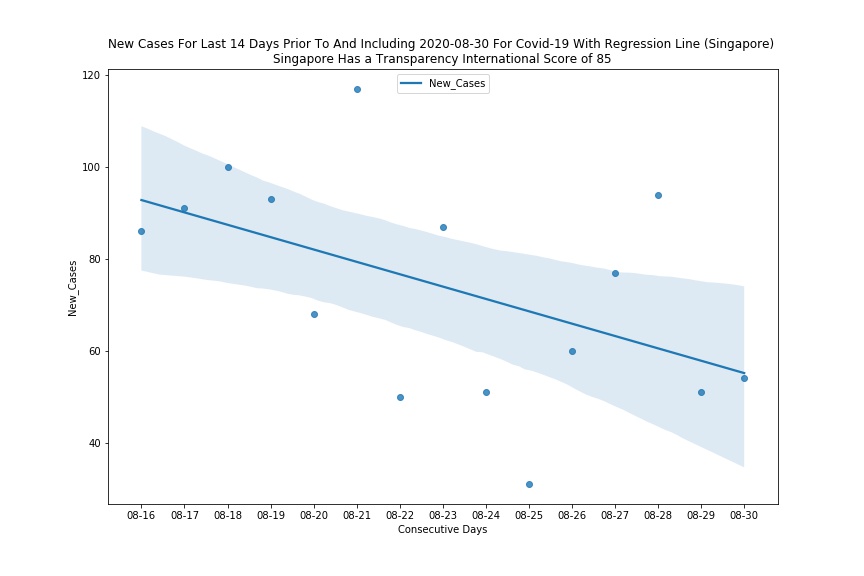 New Cases For Last 14 Days Prior To And Including 2020-08-30 For Covid-19 With Regression Line (Singapore)
Singapore Has a Transparency International Score of 85
New_Cases
120
100
80
60
40
New_Cases
08-16 08-17 08-18 08-19 08-20 08-21 08-22 08-23 08-24 08-25 08-26 08-27 08-28 08-29 08-30
Consecutive Days